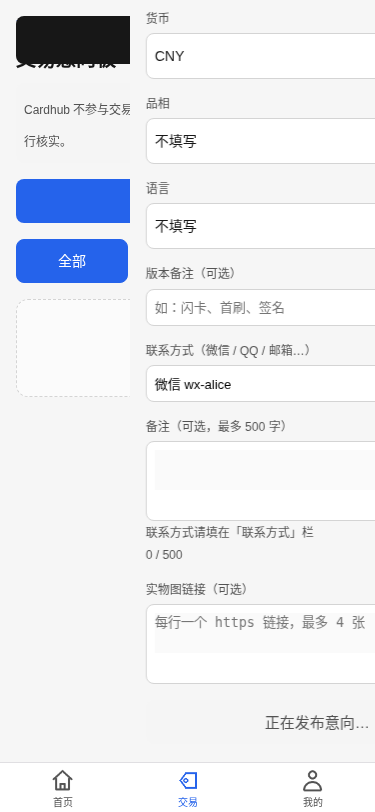 Cardhub 不参与交易
行核实。
全部
货币
CNY
品相
不填写
语言
不填写
版本备注（可选）
如：闪卡、首刷、签名
联系方式（微信 / QQ / 邮箱…）
微信 wx-alice
备注（可选，最多 500 字）
联系方式请填在「联系方式」栏
0 / 500
实物图链接（可选）
每行一个 https 链接，最多 4 张
正在发布意向…
首页
交易
我的